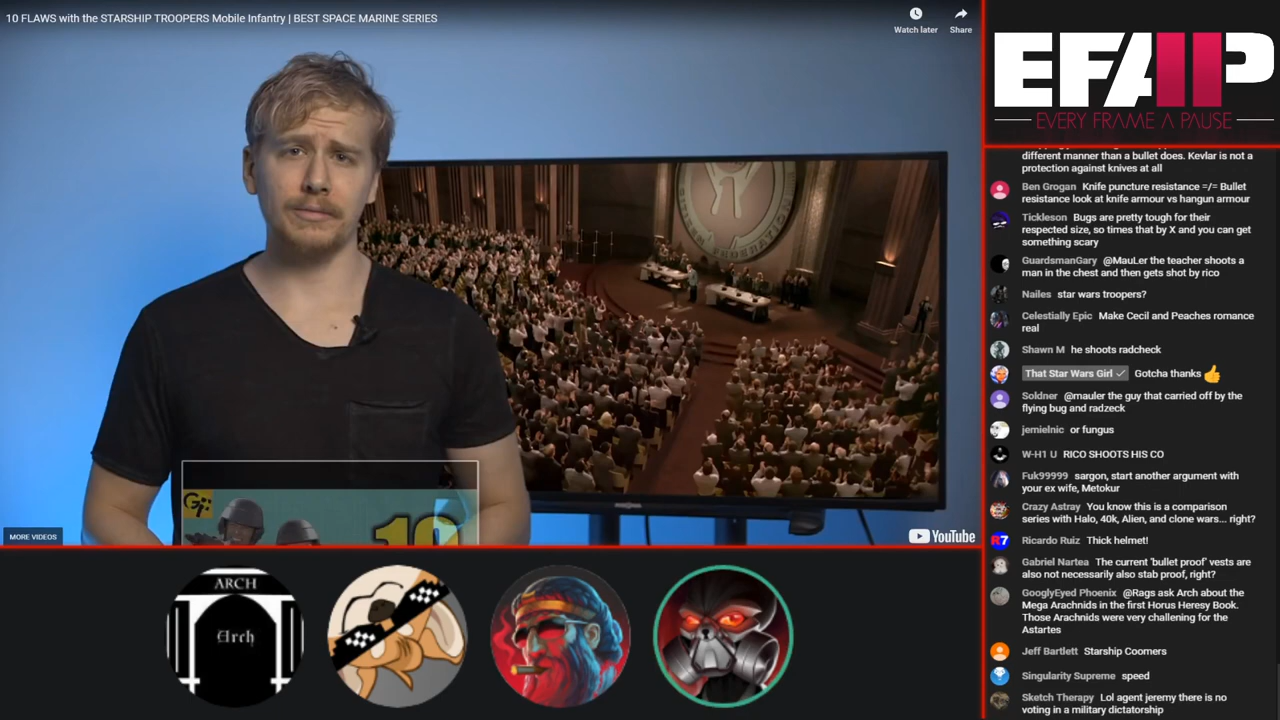 10 FLAWS with the STARSHIP TROOPERS Mobile Infantry | BEST SPACE MARINE SERIES
Watch later
Share
MORE VIDEOS
YouTube
Gi
10
ARCH
Arch
EFAP
EVERY FRAME A PAUSE
different manner than a bullet does. Kevlar is not a
protection against knives at all
Ben Grogan Knife puncture resistance =/= Bullet
resistance look at knife armour vs hangun armour
Tickleson Bugs are pretty tough for their
respected size, so times that by X and you can get
something scary
GuardsmanGary @MauLer the teacher shoots a
man in the chest and then gets shot by rico
Nailes star wars troopers?
Celestially Epic Make Cecil and Peaches romance
real
Shawn M he shoots radcheck
That Star Wars Girl ✓ Gotcha thanks 👍
Soldner @mauler the guy that carried off by the
flying bug and radzeck
jemielnic or fungus
W-H1 U RICO SHOOTS HIS CO
Fuk99999 sargon, start another argument with
your ex wife, Metokur
Crazy Astray You know this is a comparison
series with Halo, 40k, Alien, and clone wars... right?
R7
Ricardo Ruiz Thick helmet!
Gabriel Nartea The current 'bullet proof' vests are
also not necessarily also stab proof, right?
GooglyEyed Phoenix @Rags ask Arch about the
Mega Arachnids in the first Horus Heresy Book.
Those Arachnids were very challening for the
Astartes
Jeff Bartlett Starship Coomers
Singularity Supreme speed
Sketch Therapy Lol agent jeremy there is no
voting in a military dictatorship